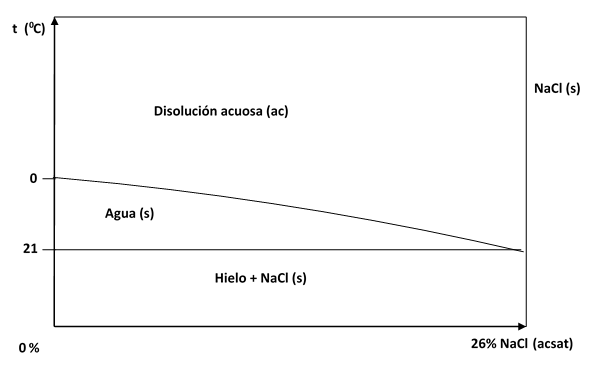 t (⁰C)
NaCl (s)
Disolución acuosa (ac)
0
Agua (s)
21
Hielo + NaCl (s)
0 %
26% NaCl (acsat)